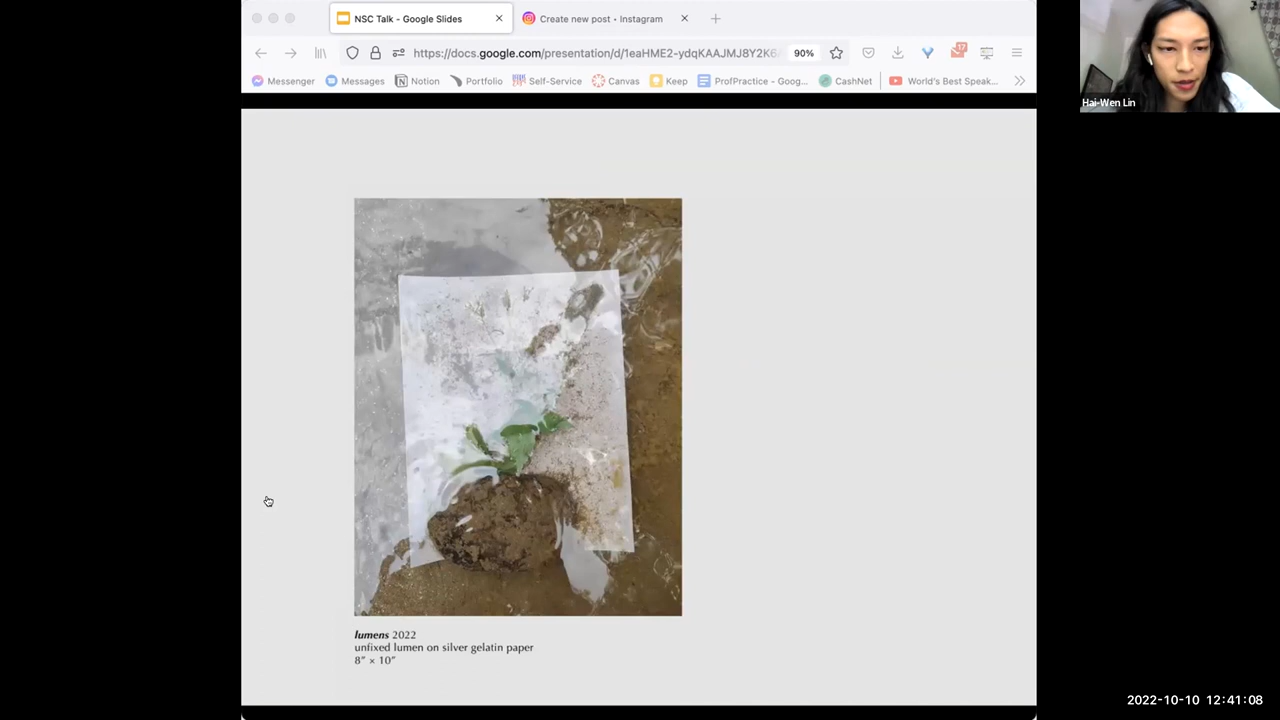 NSC Talk - Google Slides
Create new post • Instagram
https://docs.google.com/presentation/d/1eaHME2-ydqKAAJMJ8Y2K6
90%
17
Messenger
Messages
Notion
Portfolio
Self-Service
Canvas
Keep
ProfPractice - Goog...
CashNet
World's Best Speak...
Hai-Wen Lin
lumens 2022
unfixed lumen on silver gelatin paper
8" × 10"
2022-10-10 12:41:08